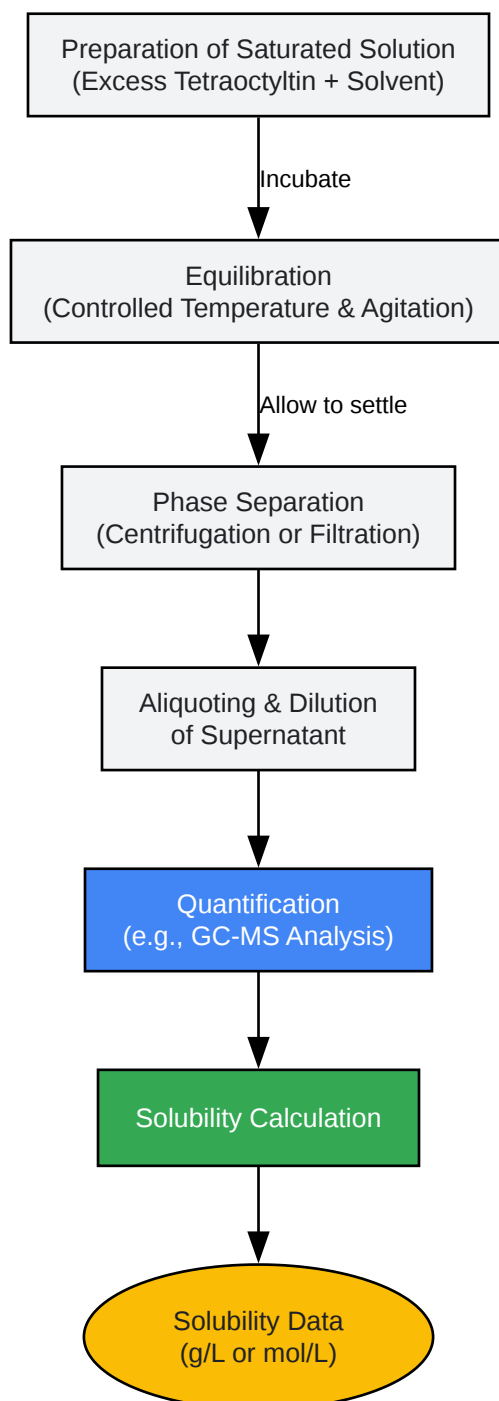 Preparation of Saturated Solution
(Excess Tetraoctyltin + Solvent)
Incubate
Equilibration
(Controlled Temperature & Agitation)
Allow to settle
Phase Separation
(Centrifugation or Filtration)
Aliquoting & Dilution
of Supernatant
Quantification
(e.g., GC-MS Analysis)
Solubility Calculation
Solubility Data
(g/L or mol/L)